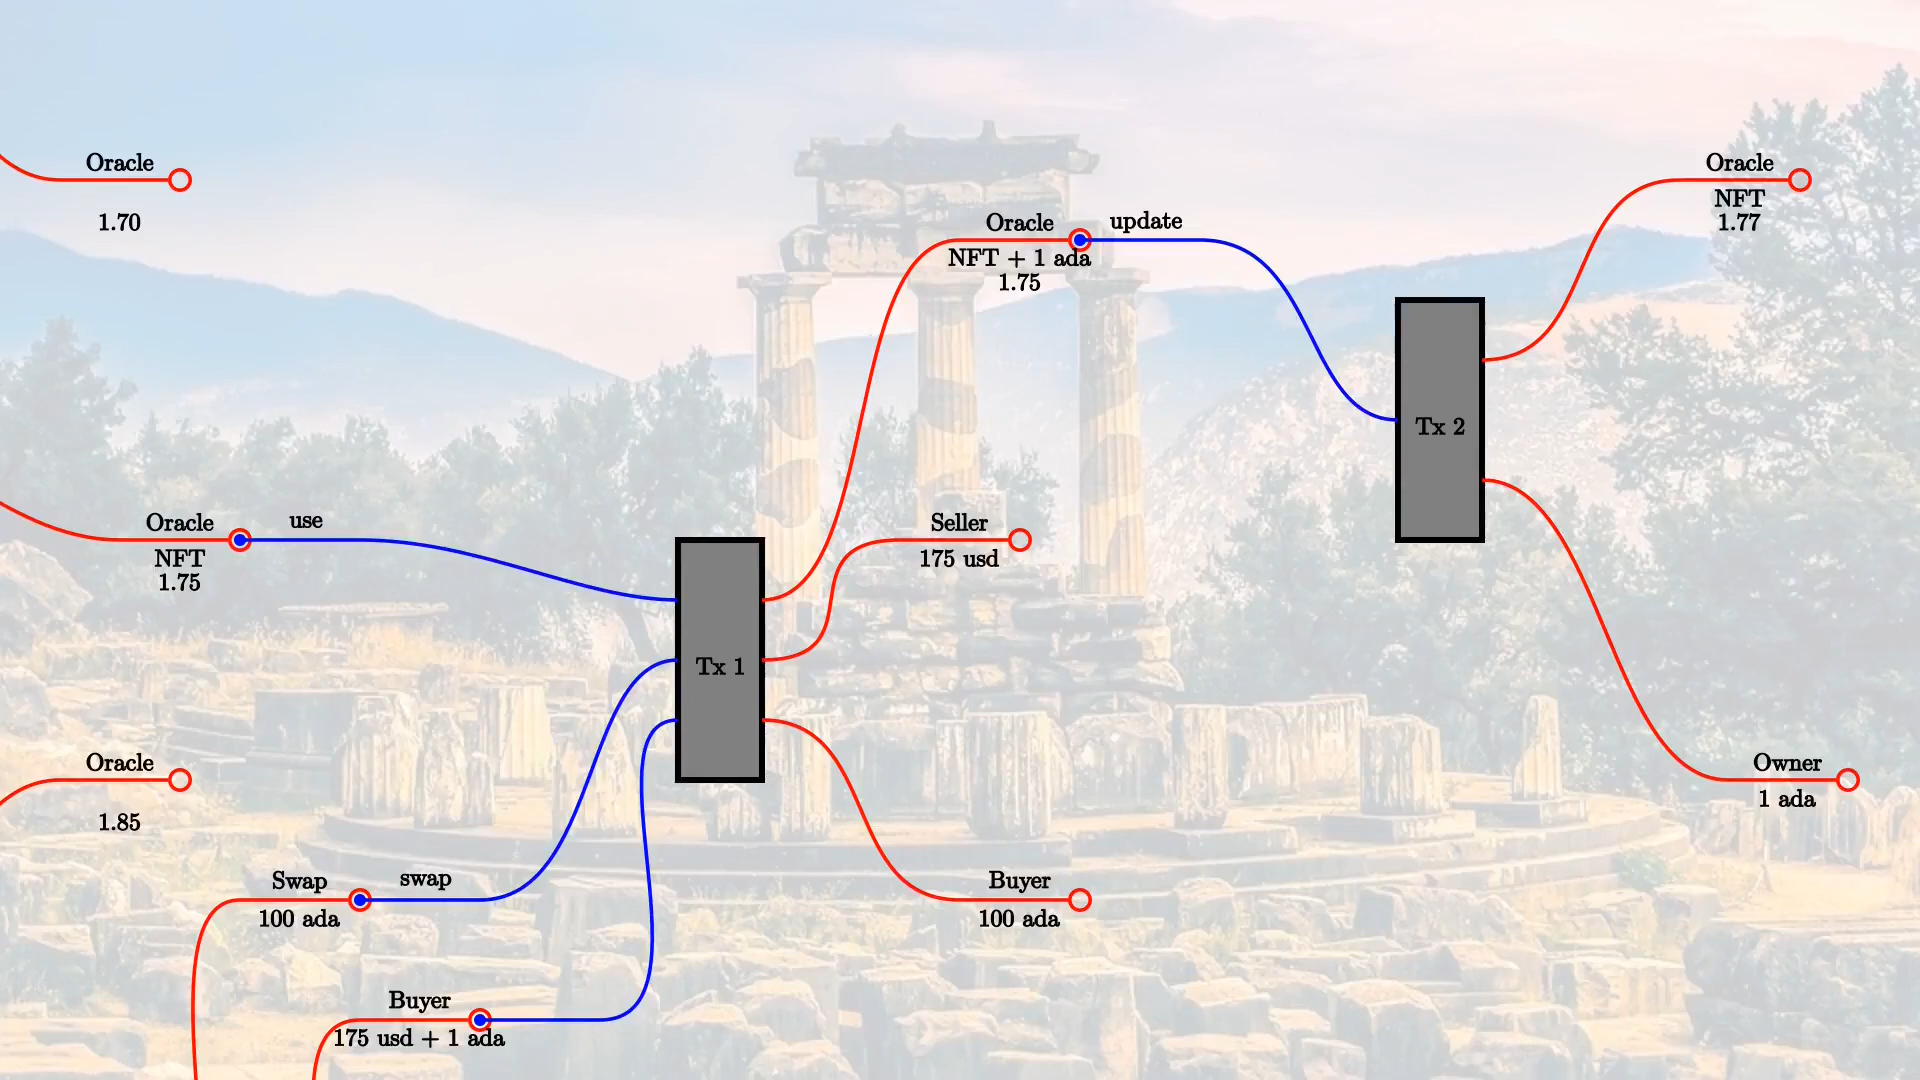 Oracle
1.70
Oracle
NFT
1.75
use
Oracle
1.85
Swap
100 ada
swap
Buyer
175 usd + 1 ada
Tx 1
Oracle
NFT + 1 ada
1.75
update
Seller
175 usd
Buyer
100 ada
Tx 2
Oracle
NFT
1.77
Owner
1 ada